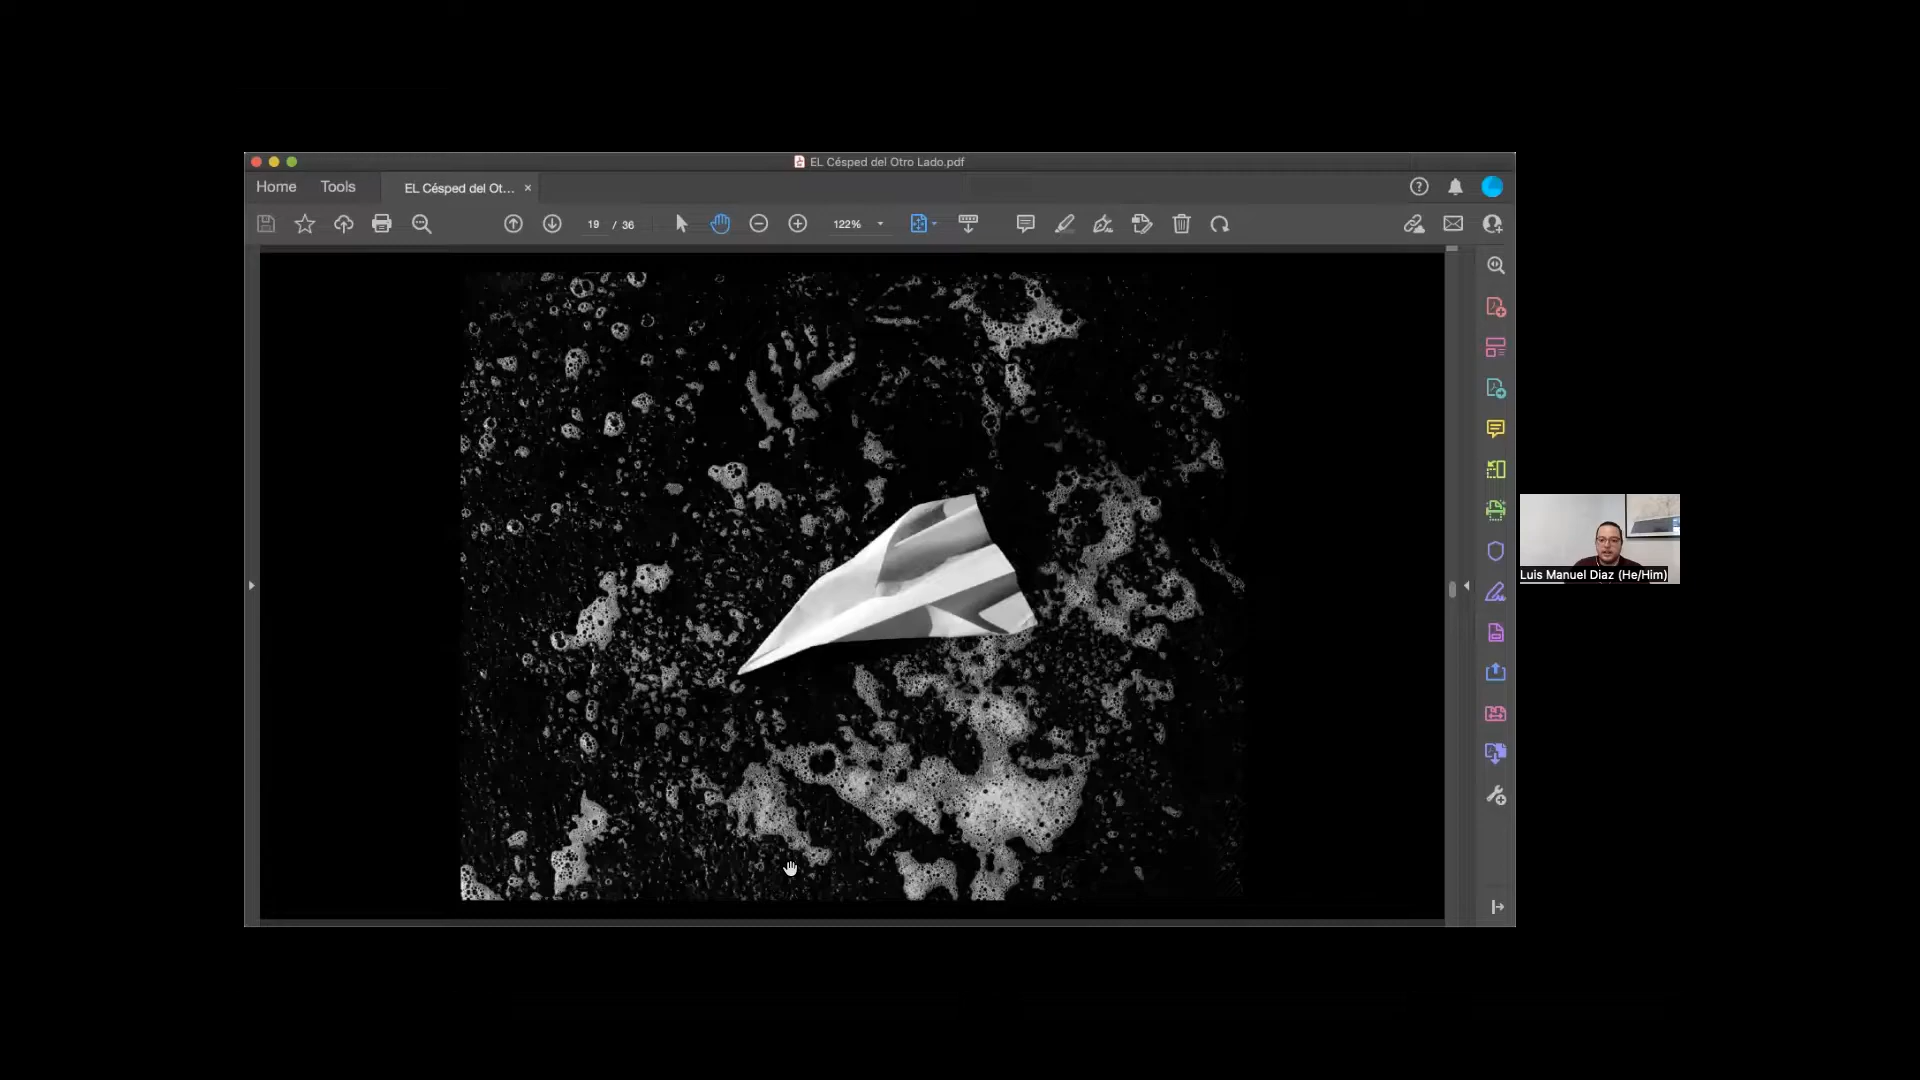 EL Césped del Otro Lado.pdf
Home Tools EL Césped del Ot... ×
19 / 36 122%
Luis Manuel Diaz (He/Him)